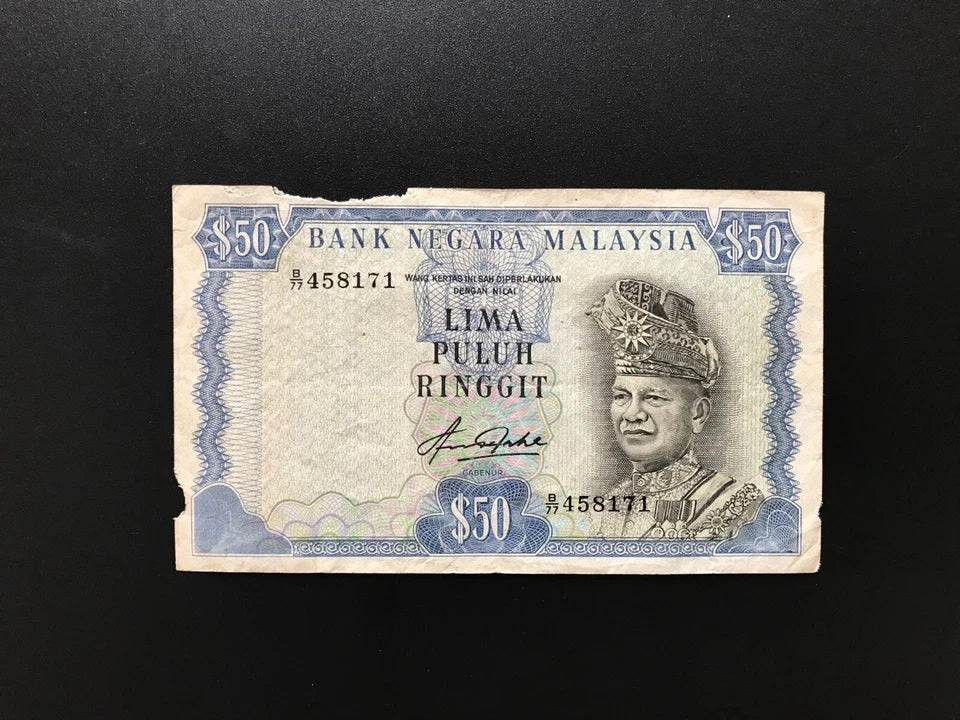 $50 BANK NEGARA MALAYSIA $50
B/77 458171 WANG KERTAS INI SAH DIPERLAKUKAN
DENGAN NILAI
LIMA
PULUH
RINGGIT
GABENUR
$50 B/77 458171